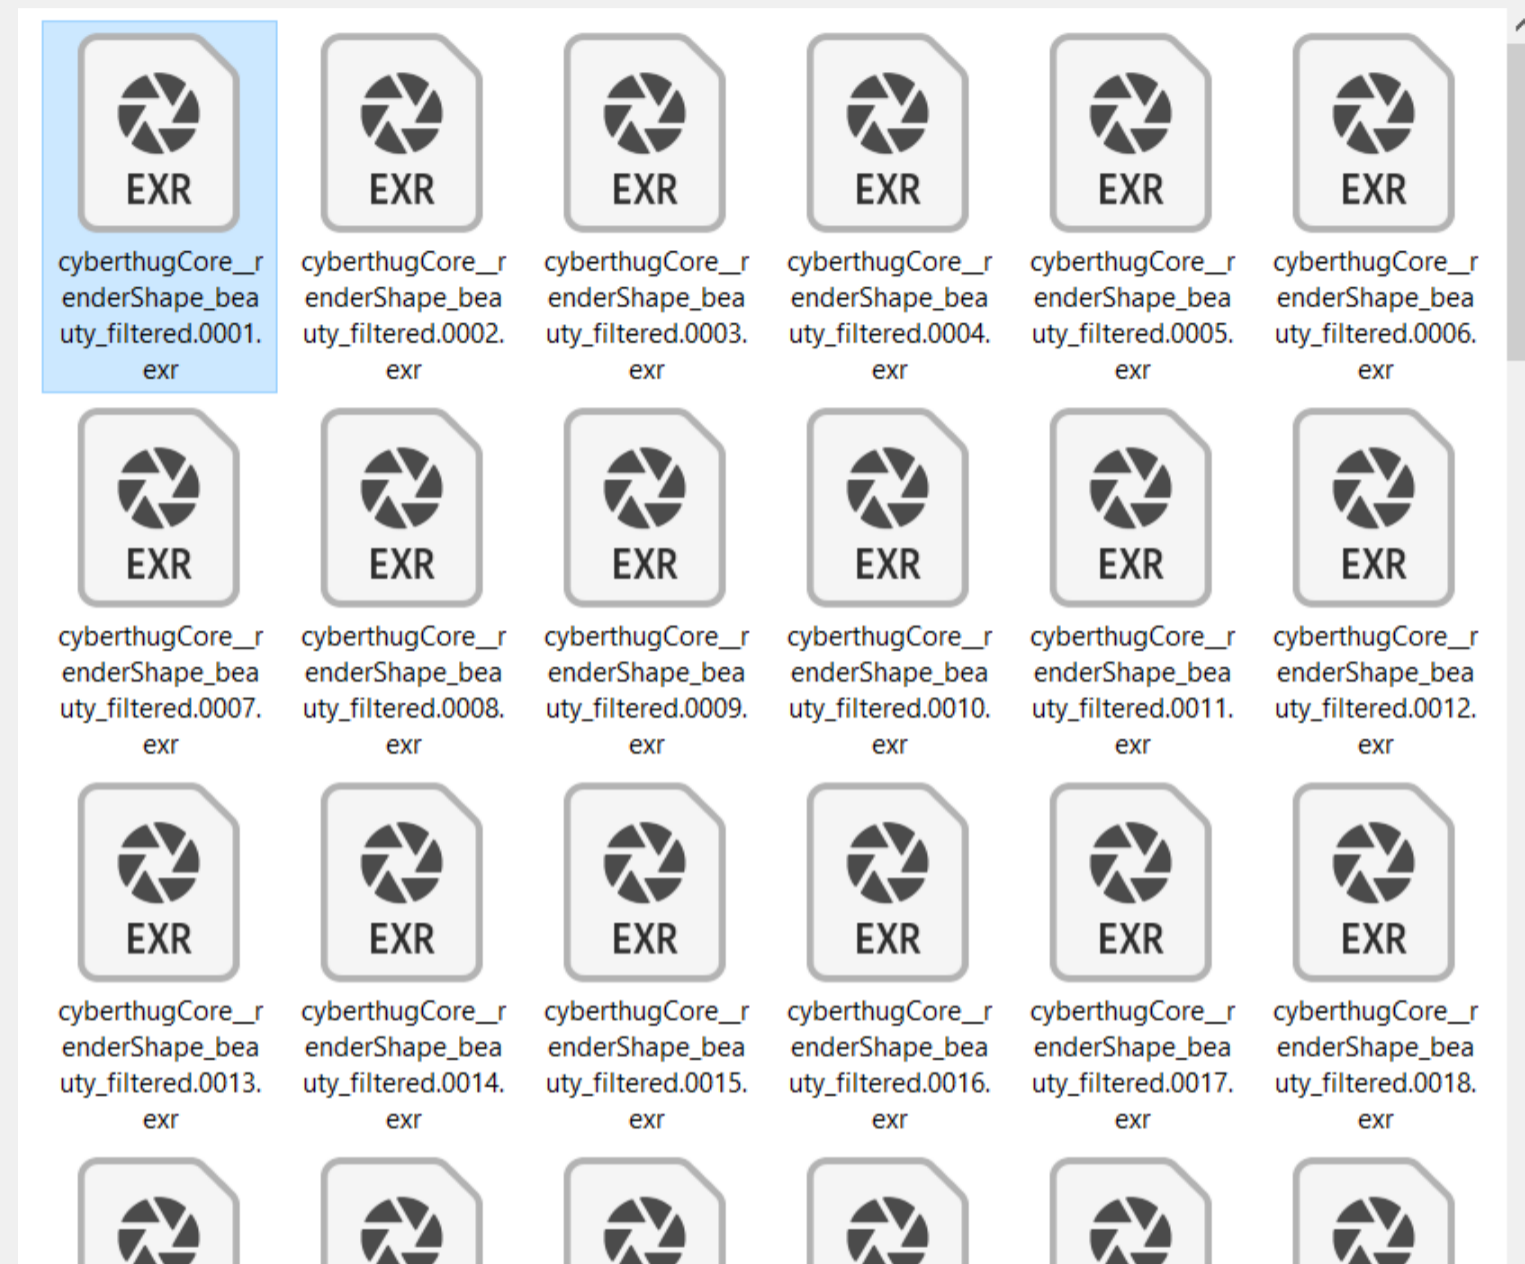 EXR EXR EXR EXR EXR EXR
cyberthugCore__r cyberthugCore__r cyberthugCore__r cyberthugCore__r cyberthugCore__r cyberthugCore__r
enderShape_bea enderShape_bea enderShape_bea enderShape_bea enderShape_bea enderShape_bea
uty_filtered.0001. uty_filtered.0002. uty_filtered.0003. uty_filtered.0004. uty_filtered.0005. uty_filtered.0006.
exr exr exr exr exr exr
EXR EXR EXR EXR EXR EXR
cyberthugCore__r cyberthugCore__r cyberthugCore__r cyberthugCore__r cyberthugCore__r cyberthugCore__r
enderShape_bea enderShape_bea enderShape_bea enderShape_bea enderShape_bea enderShape_bea
uty_filtered.0007. uty_filtered.0008. uty_filtered.0009. uty_filtered.0010. uty_filtered.0011. uty_filtered.0012.
exr exr exr exr exr exr
EXR EXR EXR EXR EXR EXR
cyberthugCore__r cyberthugCore__r cyberthugCore__r cyberthugCore__r cyberthugCore__r cyberthugCore__r
enderShape_bea enderShape_bea enderShape_bea enderShape_bea enderShape_bea enderShape_bea
uty_filtered.0013. uty_filtered.0014. uty_filtered.0015. uty_filtered.0016. uty_filtered.0017. uty_filtered.0018.
exr exr exr exr exr exr